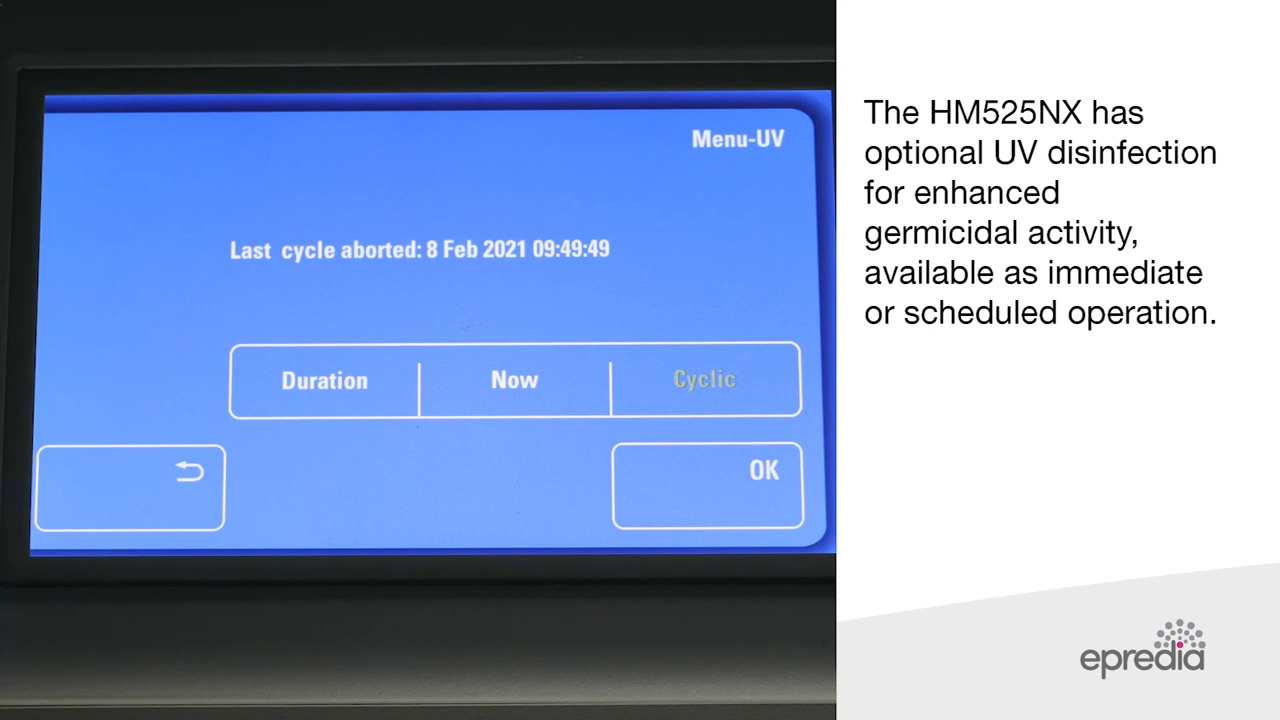 Menu-UV
Last cycle aborted: 8 Feb 2021 09:49:49
Duration
Now
Cyclic
OK
The HM525NX has
optional UV disinfection
for enhanced
germicidal activity,
available as immediate
or scheduled operation.
epredia